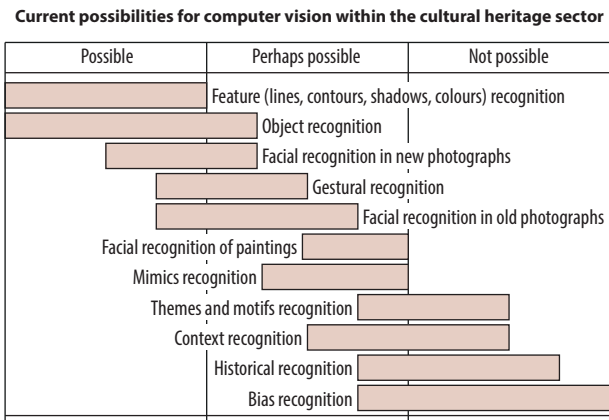 Current possibilities for computer vision within the cultural heritage sector
Possible Perhaps possible Not possible
Feature (lines, contours, shadows, colours) recognition
Object recognition
Facial recognition in new photographs
Gestural recognition
Facial recognition in old photographs
Facial recognition of paintings
Mimics recognition
Themes and motifs recognition
Context recognition
Historical recognition
Bias recognition